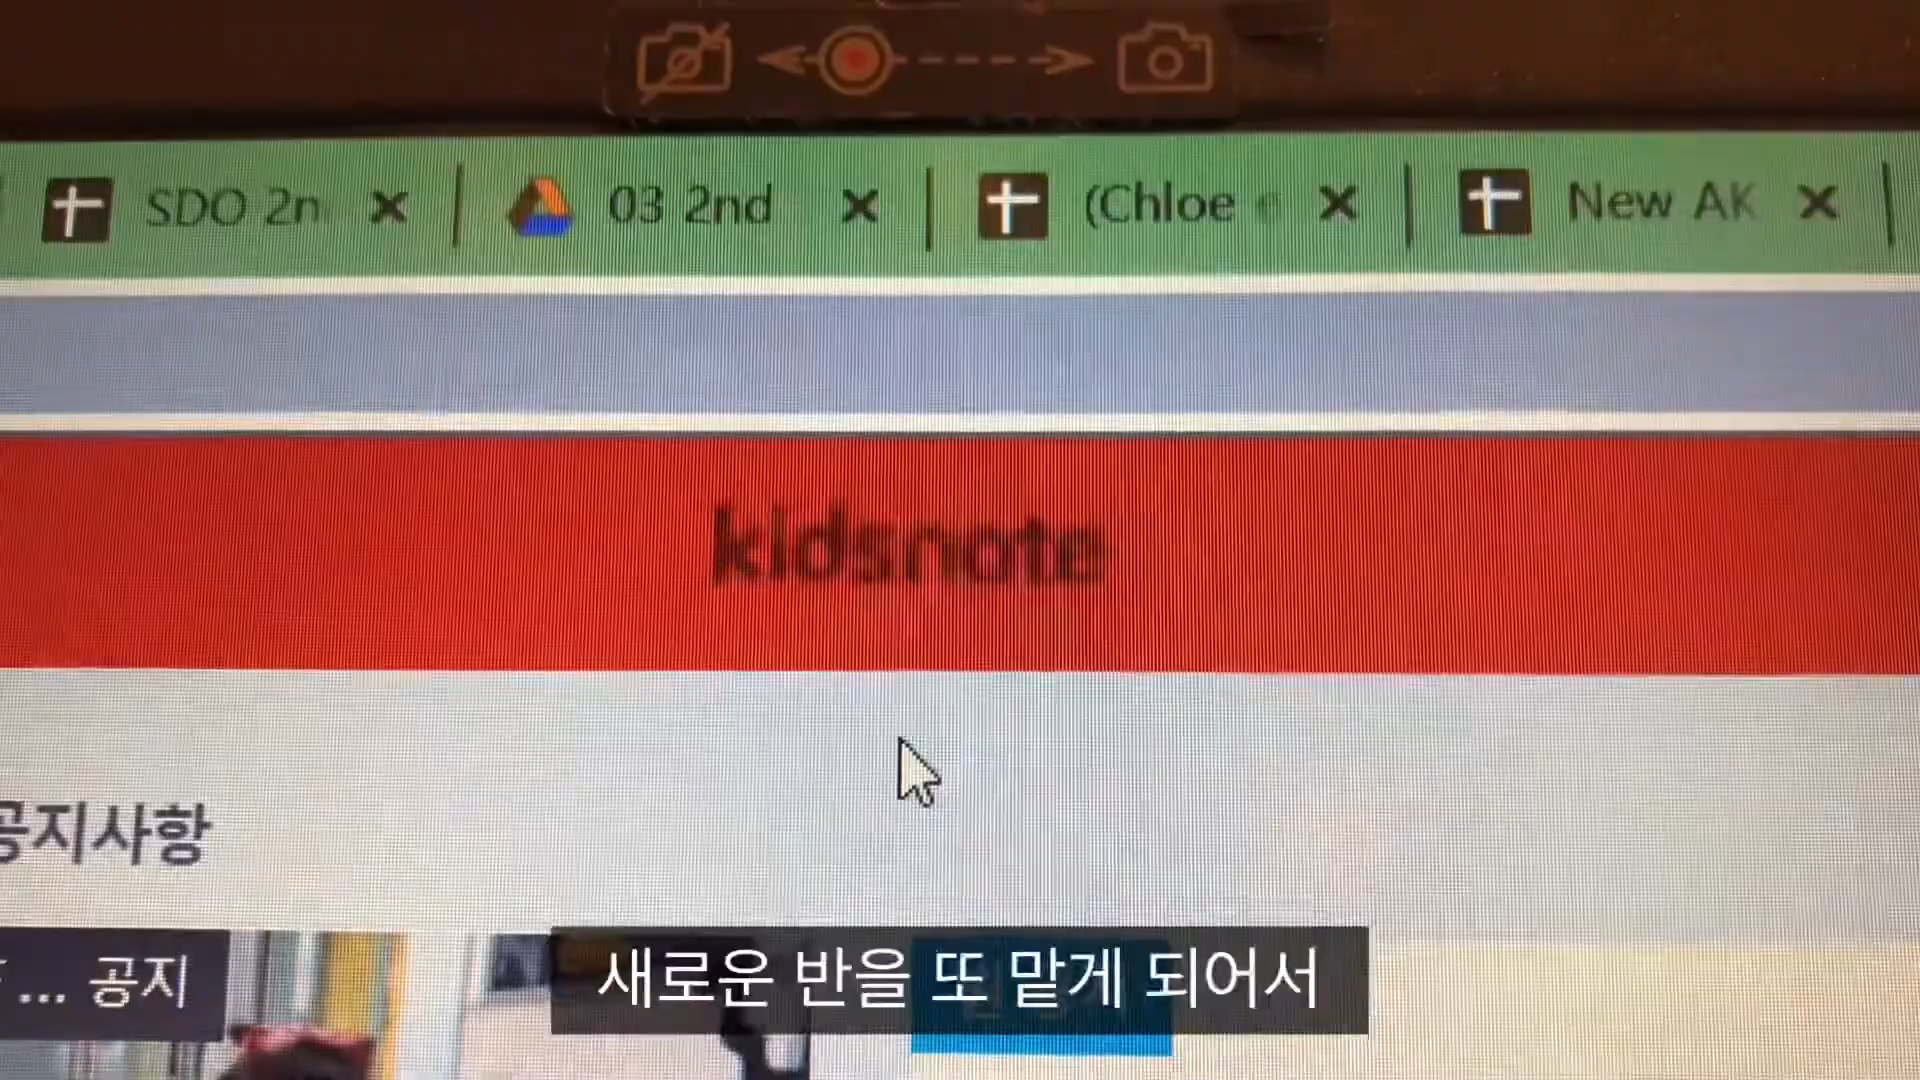 SDO 2n
03 2nd
(Chloe
New AK
kidsnote
공지사항
... 공지
새로운 반을 또 맡게 되어서